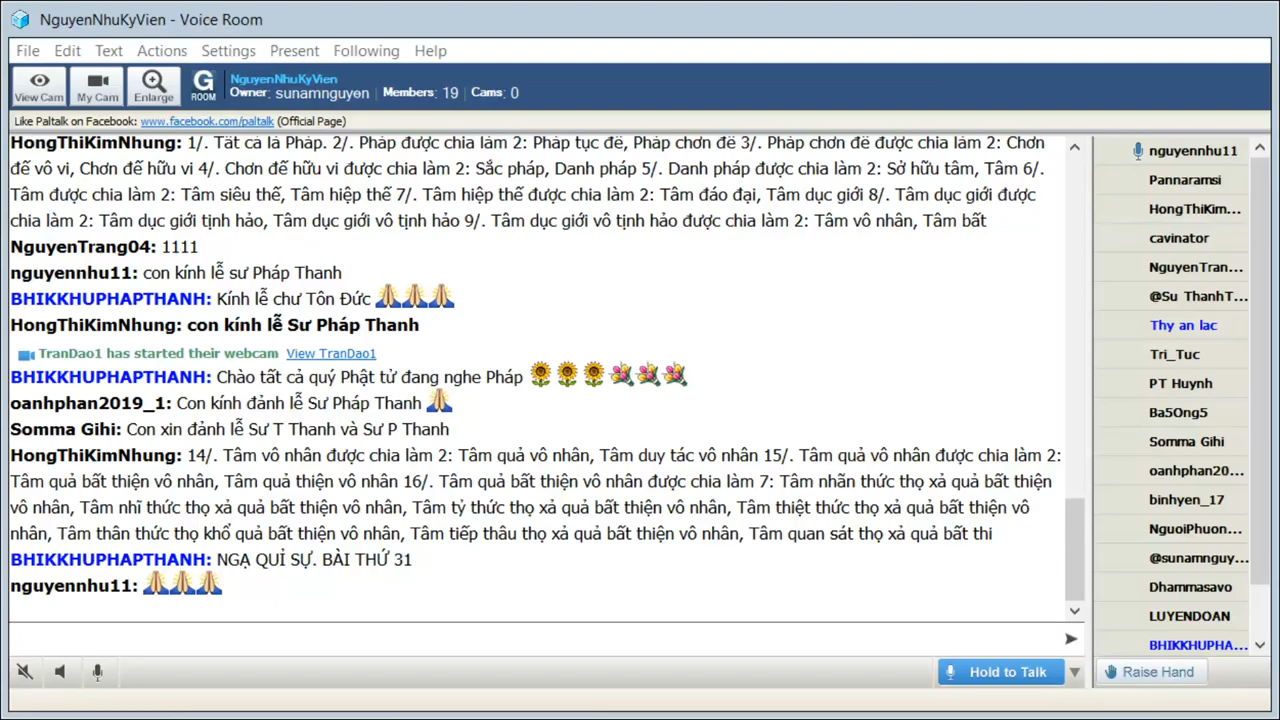 NguyenNhuKyVien - Voice Room
File Edit Text Actions Settings Present Following Help
View Cam My Cam Enlarge G ROOM NguyenNhuKyVien
Owner: sunamnguyen Members: 19 Cams: 0
Like Paltalk on Facebook: www.facebook.com/paltalk (Official Page)
HongThiKimNhung: 1/. Tất cả là Pháp. 2/. Pháp được chia làm 2: Pháp tục đế, Pháp chơn đế 3/. Pháp chơn đế được chia làm 2: Chơn
đế vô vi, Chơn đế hữu vi 4/. Chơn đế hữu vi được chia làm 2: Sắc pháp, Danh pháp 5/. Danh pháp được chia làm 2: Sở hữu tâm, Tâm 6/.
Tâm được chia làm 2: Tâm siêu thế, Tâm hiệp thế 7/. Tâm hiệp thế được chia làm 2: Tâm đáo đại, Tâm dục giới 8/. Tâm dục giới được
chia làm 2: Tâm dục giới tịnh hảo, Tâm dục giới vô tịnh hảo 9/. Tâm dục giới vô tịnh hảo được chia làm 2: Tâm vô nhân, Tâm bất
NguyenTrang04: 1111
nguyennhu11: con kính lễ sư Pháp Thanh
BHIKKHUPHAPTHANH: Kính lễ chư Tôn Đức
HongThiKimNhung: con kính lễ Sư Pháp Thanh
TranDao1 has started their webcam View TranDao1
BHIKKHUPHAPTHANH: Chào tất cả quý Phật tử đang nghe Pháp
oanhphan2019_1: Con kính đảnh lễ Sư Pháp Thanh
Somma Gihi: Con xin đảnh lễ Sư T Thanh và Sư P Thanh
HongThiKimNhung: 14/. Tâm vô nhân được chia làm 2: Tâm quả vô nhân, Tâm duy tác vô nhân 15/. Tâm quả vô nhân được chia làm 2:
Tâm quả bất thiện vô nhân, Tâm quả thiện vô nhân 16/. Tâm quả bất thiện vô nhân được chia làm 7: Tâm nhãn thức thọ xả quả bất thiện
vô nhân, Tâm nhĩ thức thọ xả quả bất thiện vô nhân, Tâm tỷ thức thọ xả quả bất thiện vô nhân, Tâm thiệt thức thọ xả quả bất thiện vô
nhân, Tâm thân thức thọ khổ quả bất thiện vô nhân, Tâm tiếp thâu thọ xả quả bất thiện vô nhân, Tâm quan sát thọ xả quả bất thi
BHIKKHUPHAPTHANH: NGẠ QUỈ SỰ. BÀI THỨ 31
nguyennhu11:
nguyennhu11
Pannaramsi
HongThiKim...
cavinator
NguyenTran...
@Su ThanhT...
Thy an lac
Tri_Tuc
PT Huynh
Ba5Ong5
Somma Gihi
oanhphan20...
binhyen_17
NguoiPhuon...
@sunamnguy...
Dhammasavo
LUYENDOAN
BHIKKHUPHA...
Hold to Talk Raise Hand